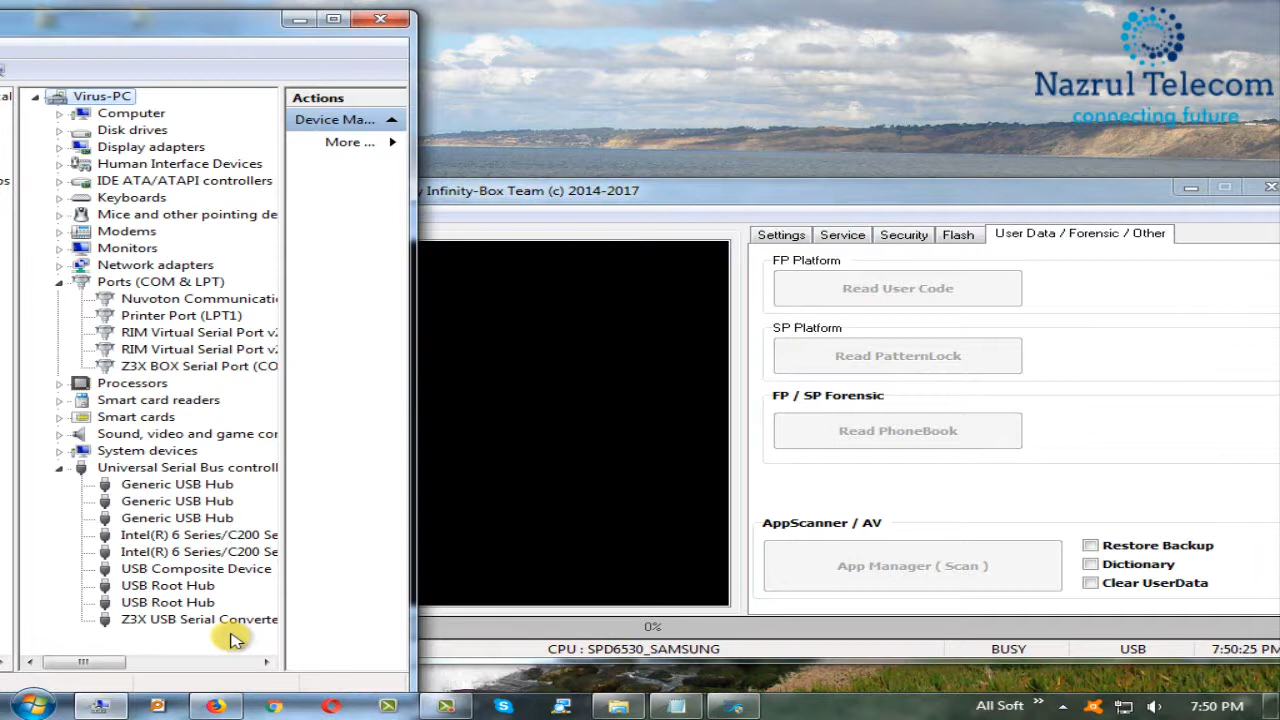 Nazrul Telecom
connecting future
Virus-PC
Computer
Disk drives
Display adapters
Human Interface Devices
IDE ATA/ATAPI controllers
Keyboards
Mice and other pointing de
Modems
Monitors
Network adapters
Ports (COM & LPT)
Nuvoton Communicati
Printer Port (LPT1)
RIM Virtual Serial Port v2
RIM Virtual Serial Port v2
Z3X BOX Serial Port (CO
Processors
Smart card readers
Smart cards
Sound, video and game con
System devices
Universal Serial Bus controll
Generic USB Hub
Generic USB Hub
Generic USB Hub
Intel(R) 6 Series/C200 Se
Intel(R) 6 Series/C200 Se
USB Composite Device
USB Root Hub
USB Root Hub
Z3X USB Serial Converte
Actions
Device Ma...
More ...
y Infinity-Box Team (c) 2014-2017
Settings Service Security Flash User Data / Forensic / Other
FP Platform
Read User Code
SP Platform
Read PatternLock
FP / SP Forensic
Read PhoneBook
AppScanner / AV
App Manager ( Scan )
Restore Backup
Dictionary
Clear UserData
0%
CPU : SPD6530_SAMSUNG BUSY USB 7:50:25 PM
All Soft » 7:50 PM